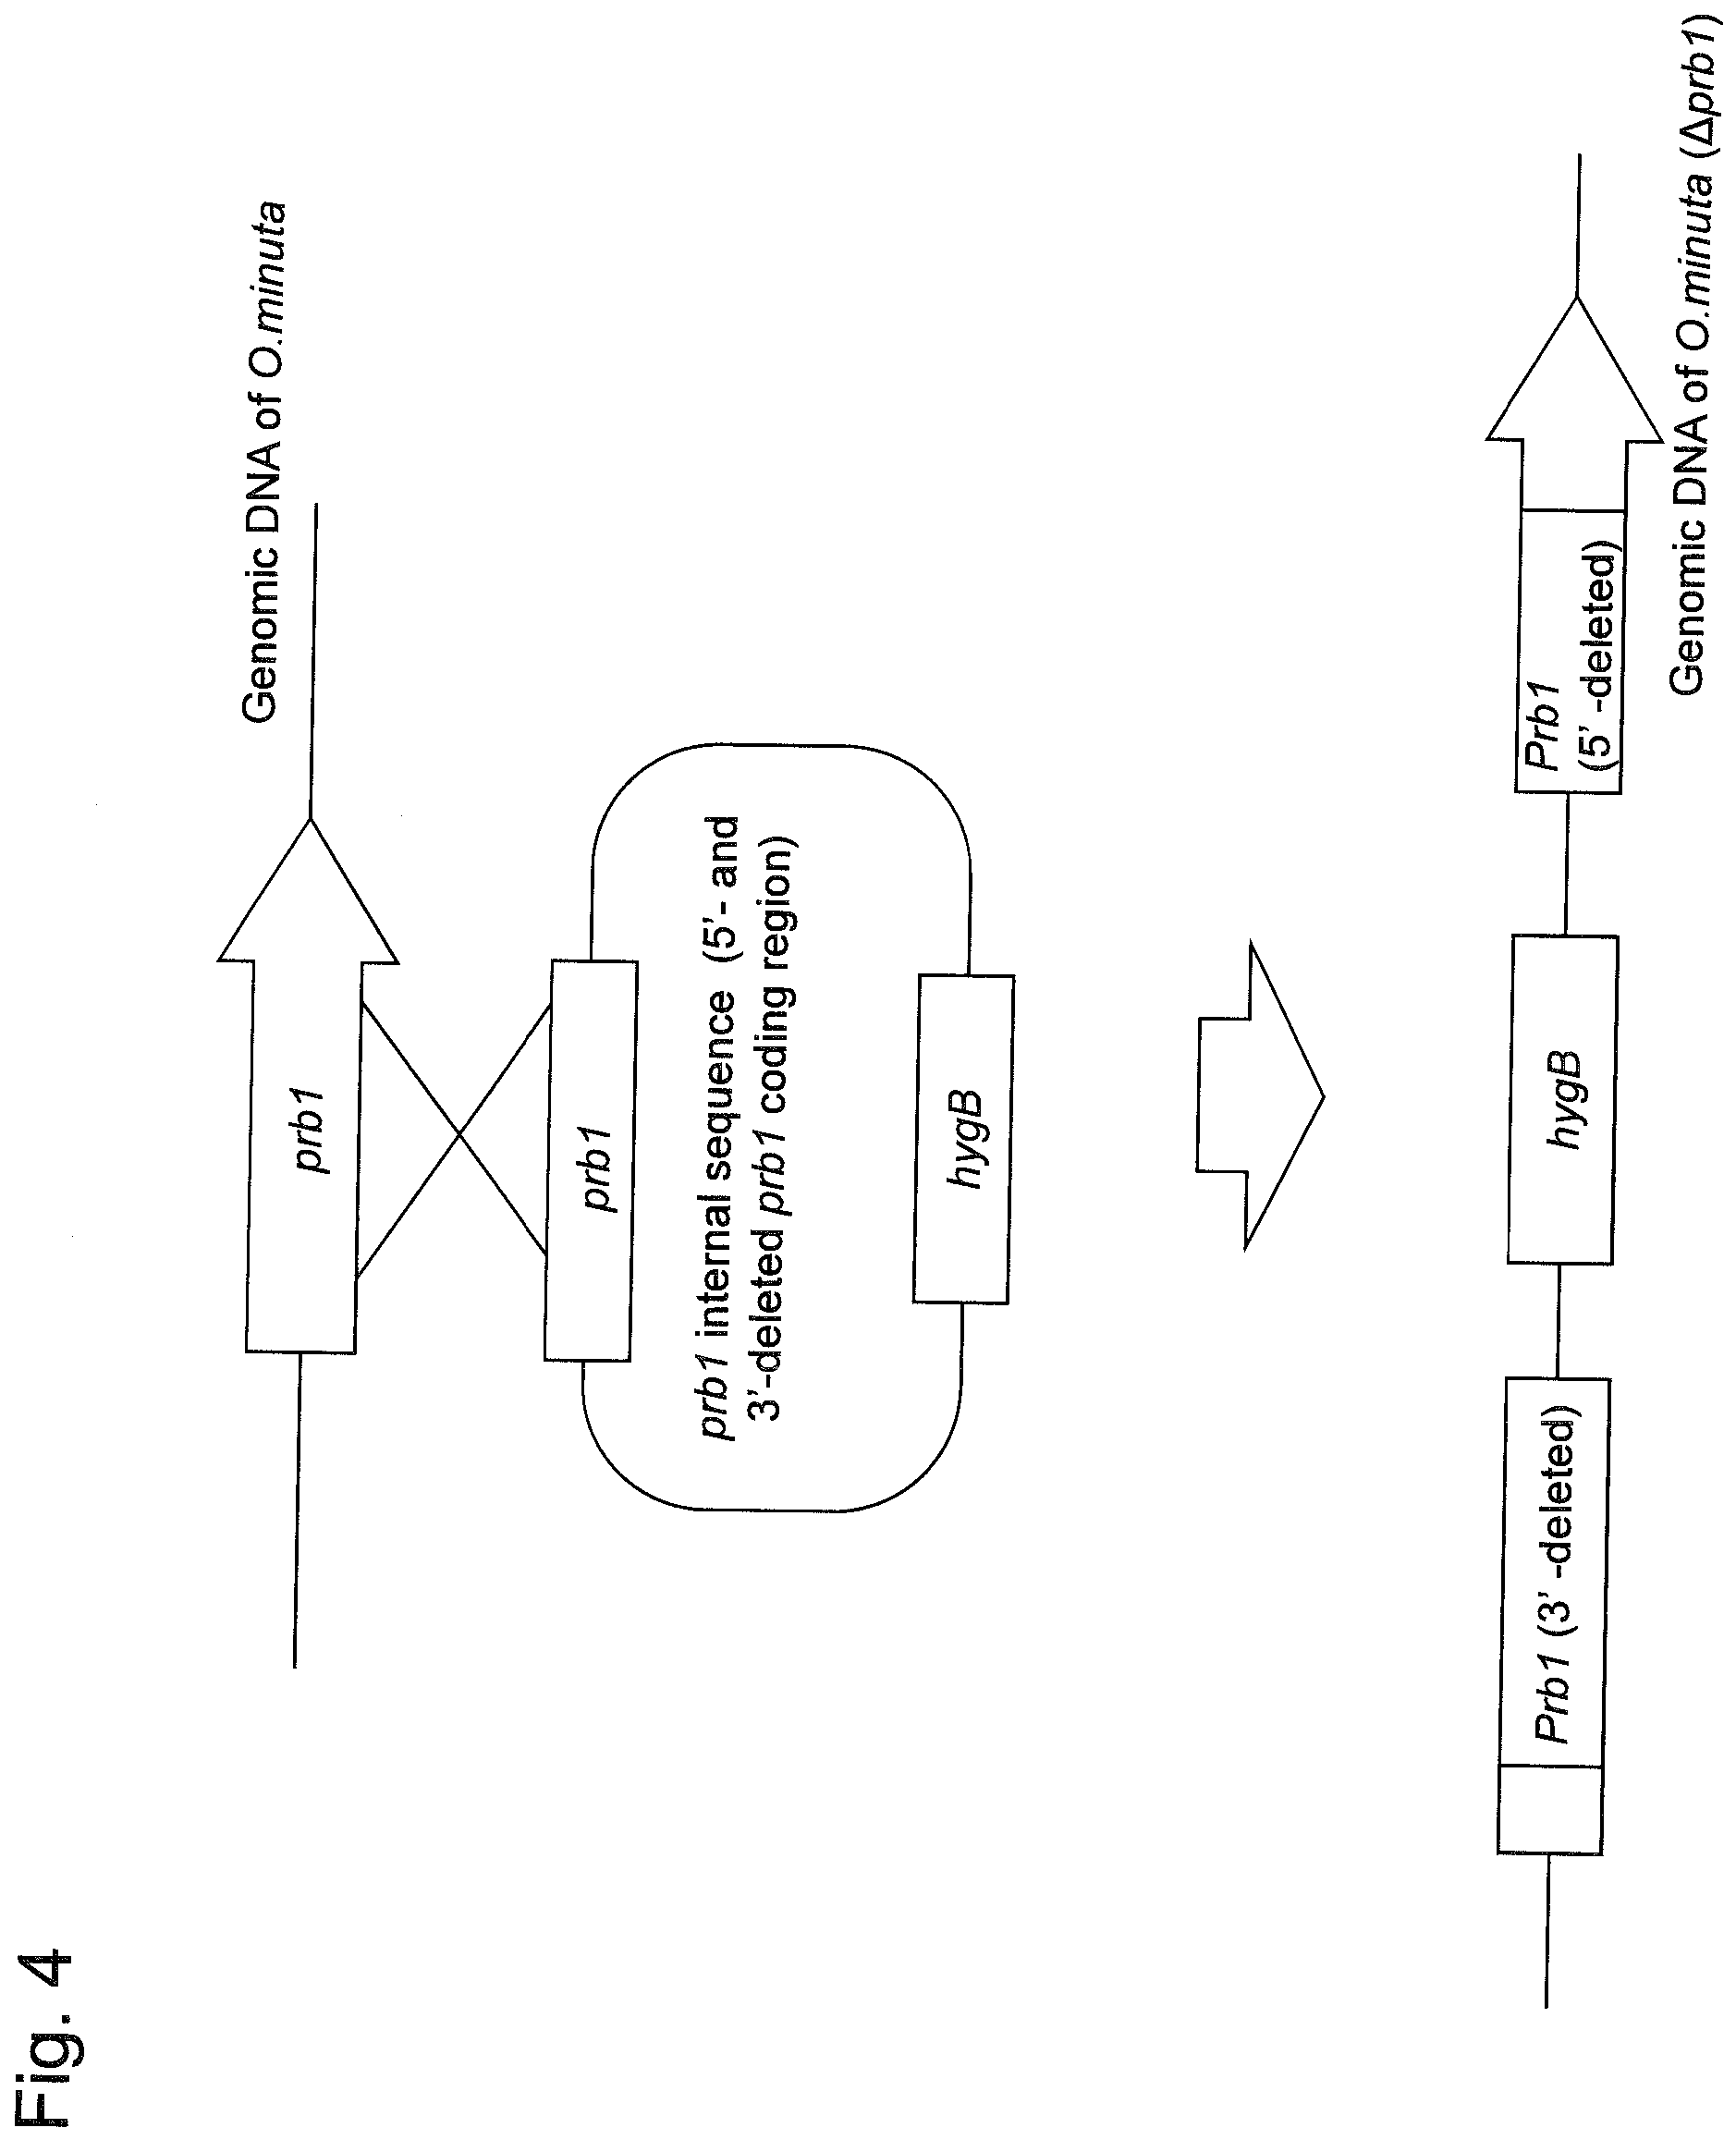 Fig. 4
Genomic DNA of O.minuta
prb1
prb1
prb1 internal sequence (5'- and
3'-deleted prb1 coding region)
hygB
Prb1 (3' -deleted)
hygB
Prb1
(5' -deleted)
Genomic DNA of O.minuta (Δprb1)